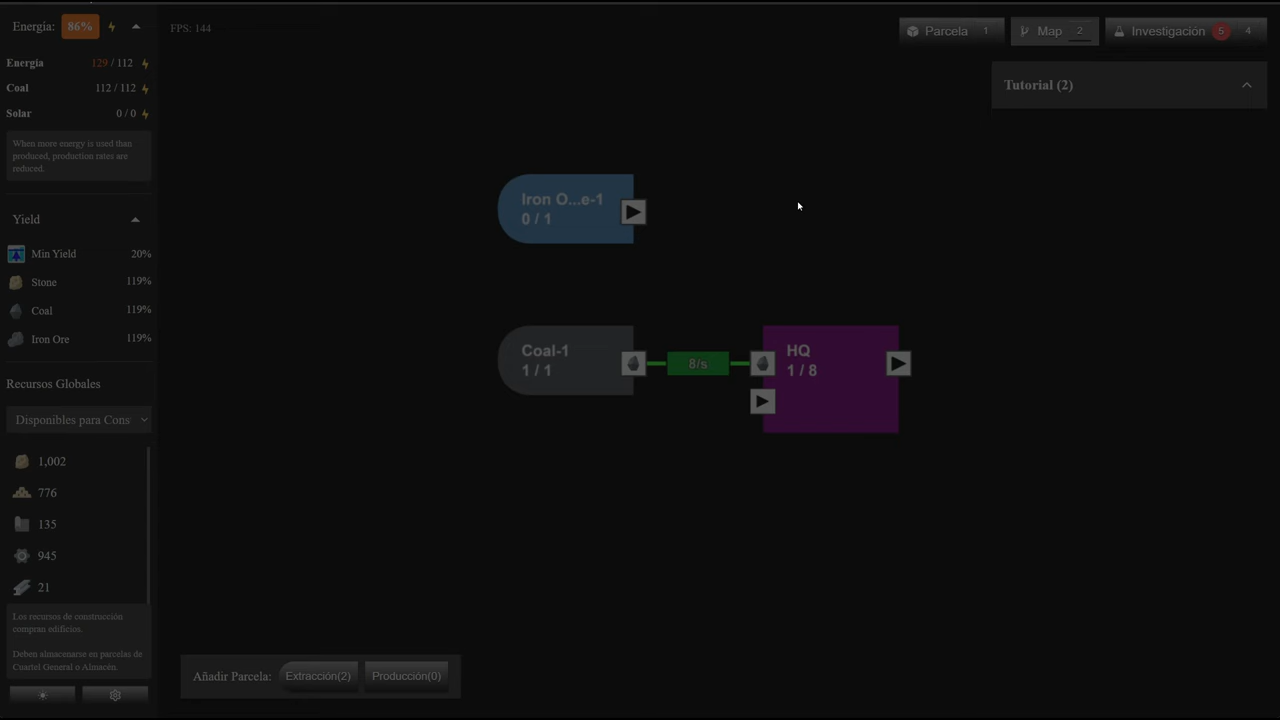 Energía: 86%
FPS: 144
Parcela 1
Map 2
Investigación 5 4
Energía 129 / 112
Coal 112 / 112
Solar 0 / 0
When more energy is used than
produced, production rates are
reduced.
Tutorial (2)
Yield
Min Yield 20%
Stone 119%
Coal 119%
Iron Ore 119%
Recursos Globales
Disponibles para Cons
1,002
776
135
945
21
Los recursos de construcción
compran edificios.
Deben almacenarse en parcelas de
Cuartel General o Almacén.
Iron O...e-1
0 / 1
Coal-1
1 / 1
8/s
HQ
1 / 8
Añadir Parcela: Extracción(2) Producción(0)